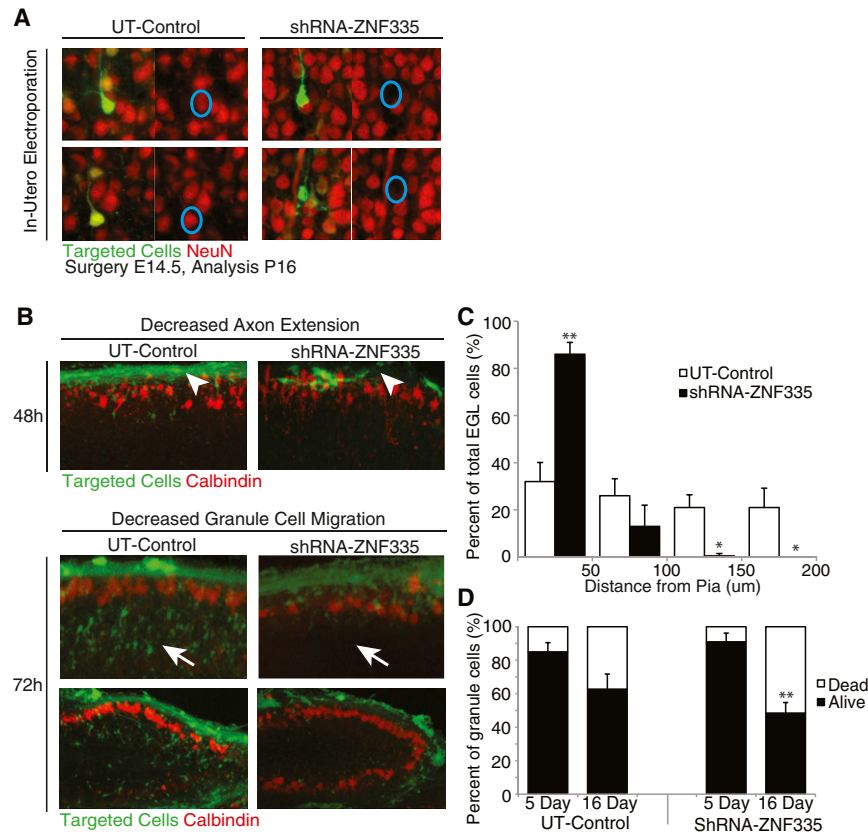 A
UT-Control
shRNA-ZNF335
In-Utero Electroporation
Targeted Cells NeuN
Surgery E14.5, Analysis P16
B
Decreased Axon Extension
UT-Control
shRNA-ZNF335
48h
Targeted Cells Calbindin
Decreased Granule Cell Migration
UT-Control
shRNA-ZNF335
72h
Targeted Cells Calbindin
C
Percent of total EGL cells (%)
100
80
60
40
20
0
**
*
*
UT-Control
shRNA-ZNF335
50
100
150
200
Distance from Pia (um)
D
Percent of granule cells (%)
100
80
60
40
20
0
**
Dead
Alive
5 Day
16 Day
5 Day
16 Day
UT-Control
ShRNA-ZNF335